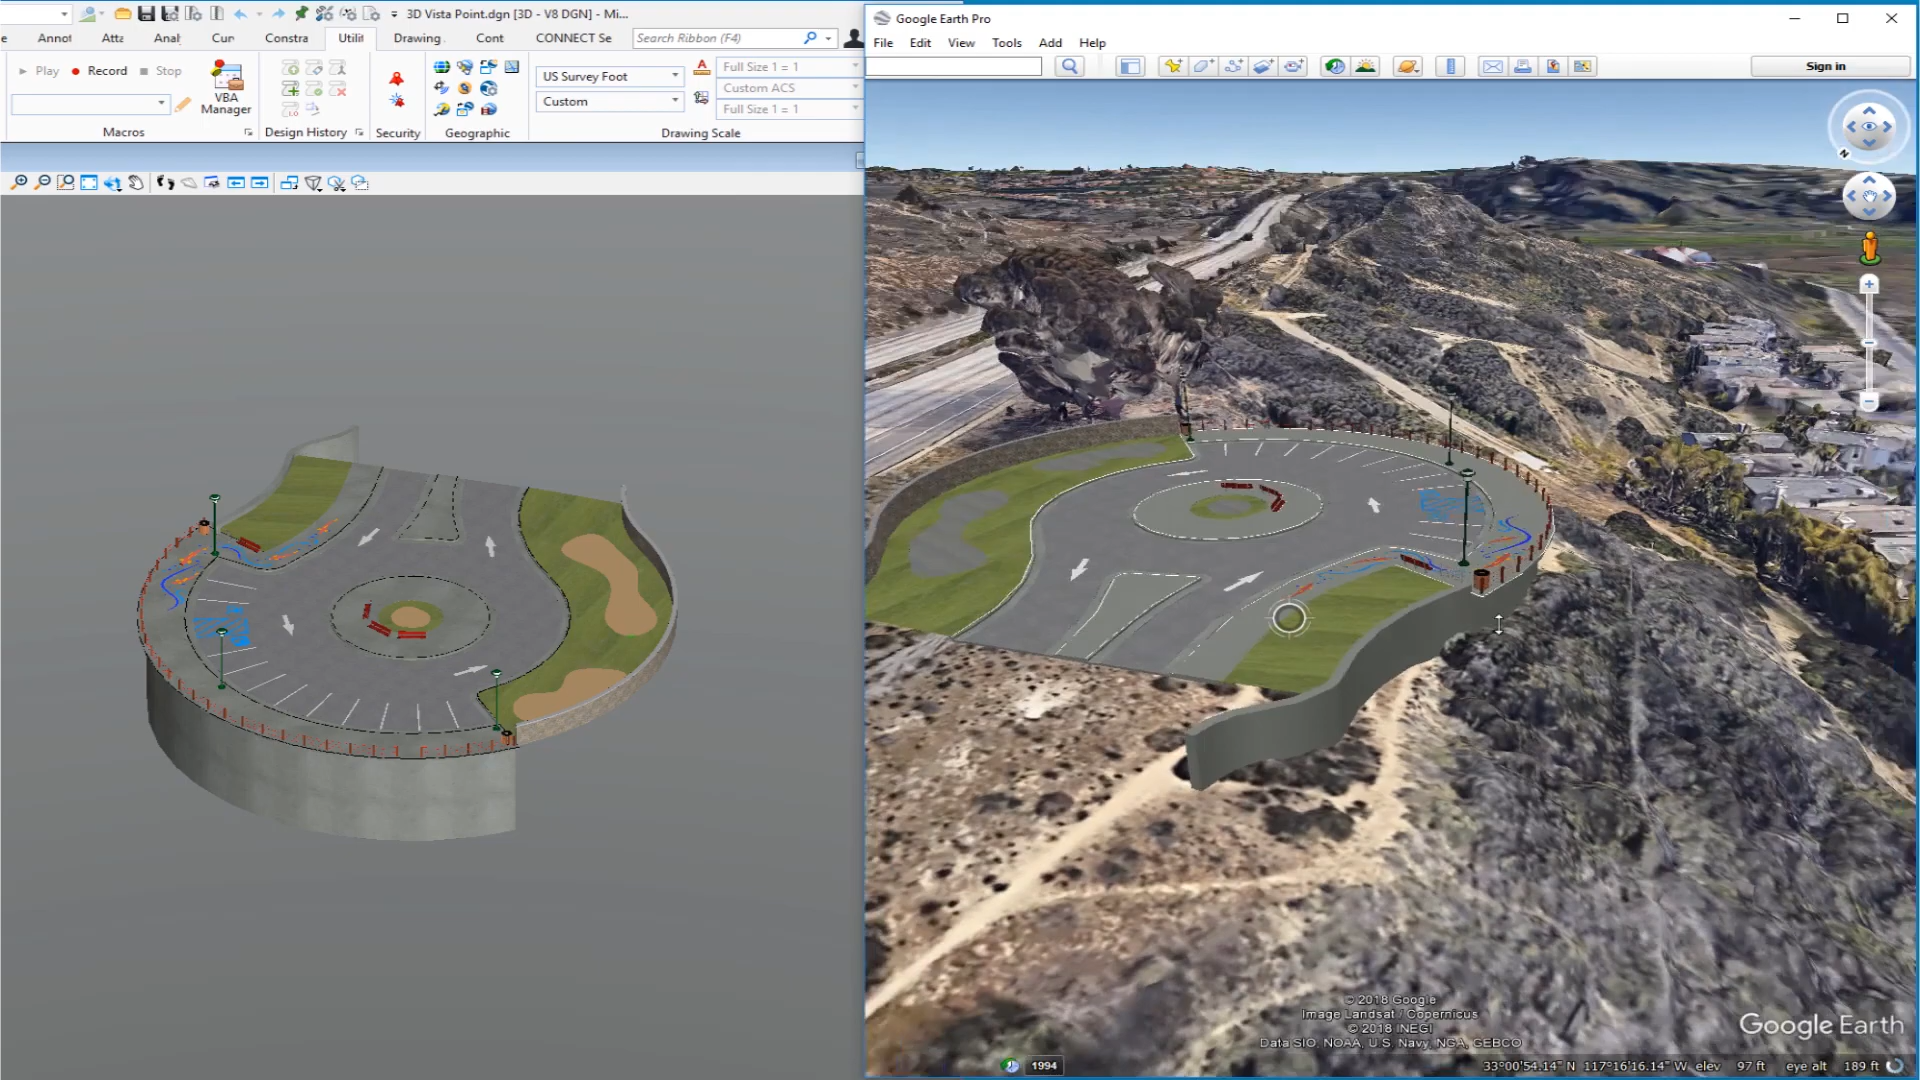 3D Vista Point.dgn [3D - V8 DGN] - Mi...
e Annot Atta Anal Cur Constra Utilit Drawing Cont CONNECT Se Search Ribbon (F4)
Play Record Stop
VBA
Manager
Macros Design History Security Geographic
US Survey Foot
Custom
Full Size 1 = 1
Custom ACS
Full Size 1 = 1
Drawing Scale
Google Earth Pro
File Edit View Tools Add Help
Sign in
N
© 2018 Google
Image Landsat / Copernicus
© 2018 INEGI
Data SIO, NOAA, U.S. Navy, NGA, GEBCO
Google Earth
1994
33°00'54.14" N 117°16'16.14" W elev 97 ft eye alt 189 ft